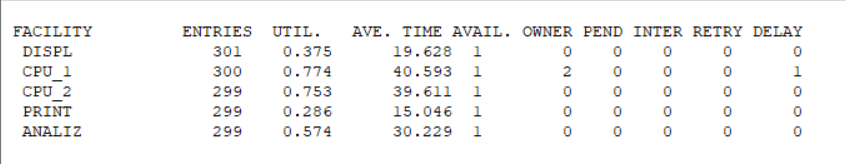 FACILITY ENTRIES UTIL. AVE. TIME AVAIL. OWNER PEND INTER RETRY DELAY
DISPL 301 0.375 19.628 1 0 0 0 0 0
CPU_1 300 0.774 40.593 1 2 0 0 0 1
CPU_2 299 0.753 39.611 1 0 0 0 0 0
PRINT 299 0.286 15.046 1 0 0 0 0 0
ANALIZ 299 0.574 30.229 1 0 0 0 0 0